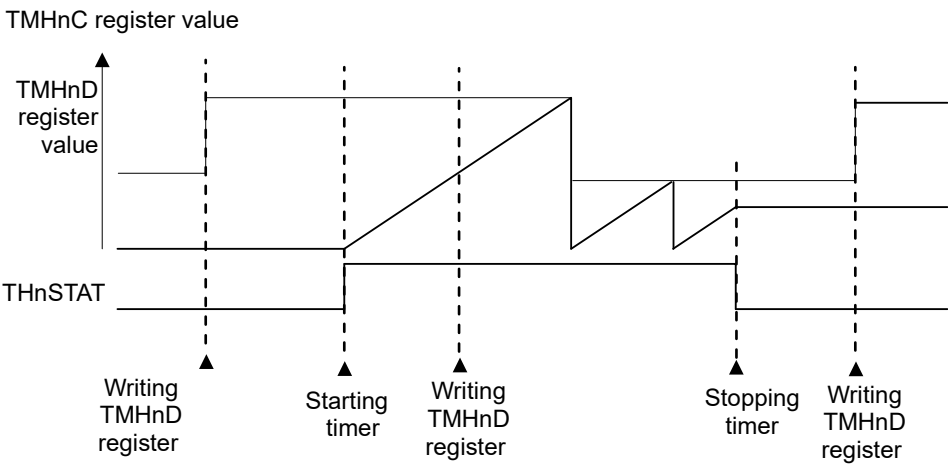 TMHnC register value
TMHnD
register
value
THnSTAT
Writing
TMHnD
register
Starting
timer
Writing
TMHnD
register
Stopping
timer
Writing
TMHnD
register